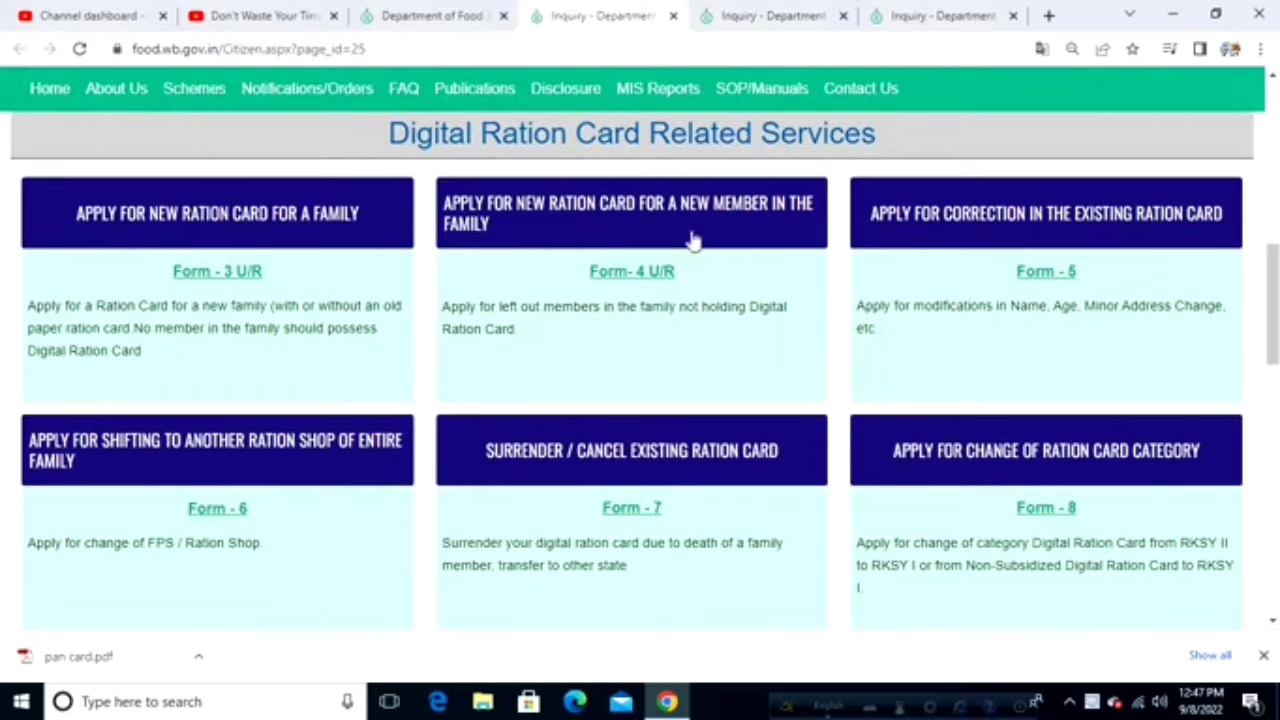 Channel dashboard -
Don't Waste Your Tim
Department of Food &
Inquiry - Department
Inquiry - Department
Inquiry - Department
food.wb.gov.in/Citizen.aspx?page_id=25
Home About Us Schemes Notifications/Orders FAQ Publications Disclosure MIS Reports SOP/Manuals Contact Us
Digital Ration Card Related Services
APPLY FOR NEW RATION CARD FOR A FAMILY
Form - 3 U/R
Apply for a Ration Card for a new family (with or without an old
paper ration card No member in the family should possess
Digital Ration Card
APPLY FOR NEW RATION CARD FOR A NEW MEMBER IN THE
FAMILY
Form- 4 U/R
Apply for left out members in the family not holding Digital
Ration Card
APPLY FOR CORRECTION IN THE EXISTING RATION CARD
Form - 5
Apply for modifications in Name, Age, Minor Address Change,
etc.
APPLY FOR SHIFTING TO ANOTHER RATION SHOP OF ENTIRE
FAMILY
Form - 6
Apply for change of FPS / Ration Shop.
SURRENDER / CANCEL EXISTING RATION CARD
Form - 7
Surrender your digital ration card due to death of a family
member, transfer to other state
APPLY FOR CHANGE OF RATION CARD CATEGORY
Form - 8
Apply for change of category Digital Ration Card from RKSY II
to RKSY I or from Non-Subsidized Digital Ration Card to RKSY
I.
pan card.pdf
Show all
Type here to search
English
12:47 PM
9/8/2022